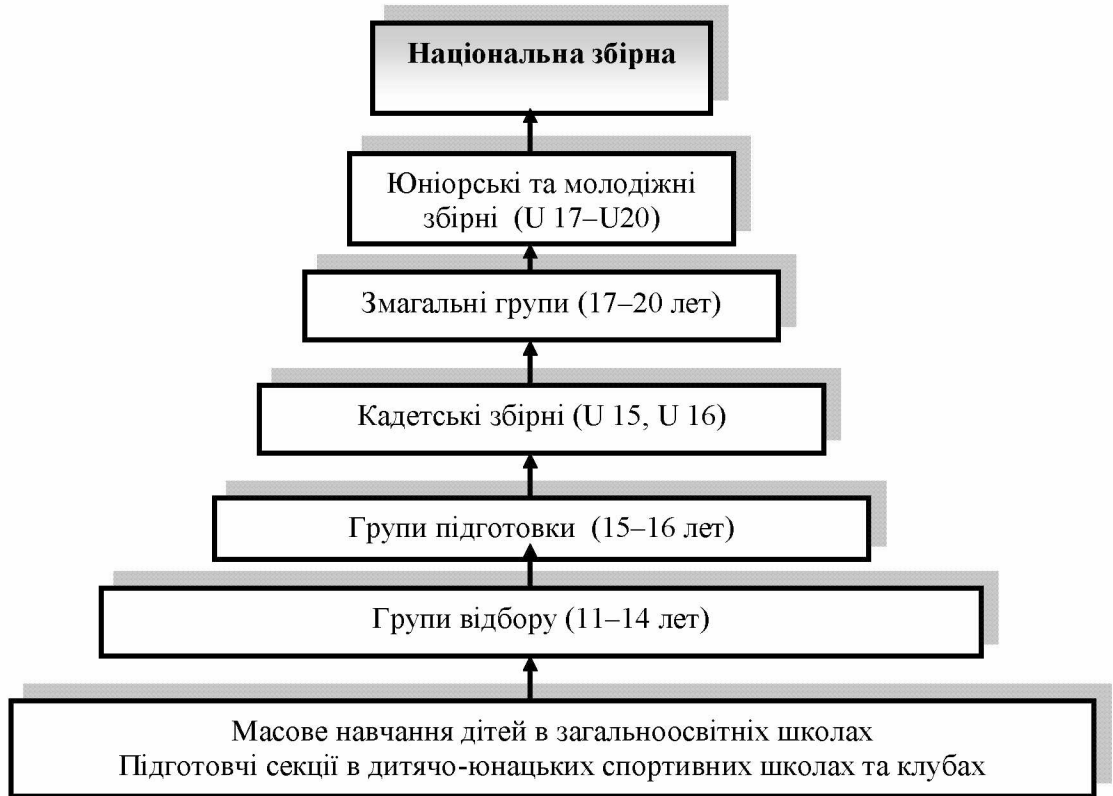 Національна збірна
Юніорські та молодіжні
збірні (U 17–U20)
Змагальні групи (17–20 лет)
Кадетські збірні (U 15, U 16)
Групи підготовки (15–16 лет)
Групи відбору (11–14 лет)
Масове навчання дітей в загальноосвітніх школах
Підготовчі секції в дитячо-юнацьких спортивних школах та клубах